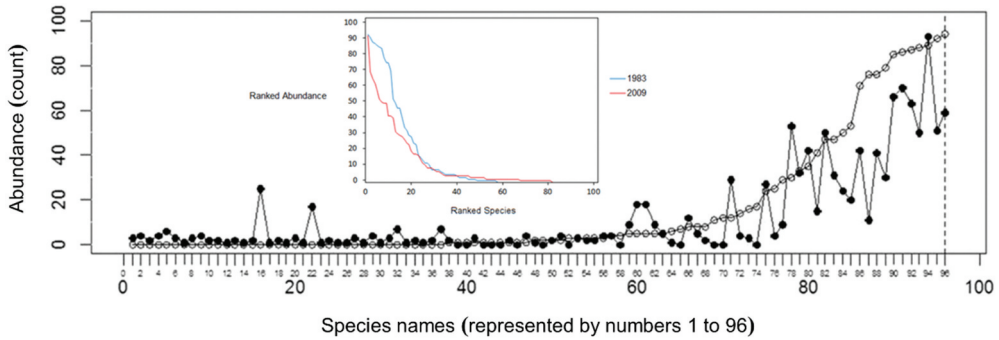 Abundance (count)
100
80
60
40
20
0
Ranked Abundance
100
90
80
70
60
50
40
30
20
10
0
0 20 40 60 80 100
Ranked Species
1983
2009
0 2 4 6 8 10 12 14 16 18 20 22 24 26 28 30 32 34 36 38 40 42 44 46 48 50 52 54 56 58 60 62 64 66 68 70 72 74 76 78 80 82 84 86 88 90 92 94 96
0 20 40 60 80 100
Species names (represented by numbers 1 to 96)